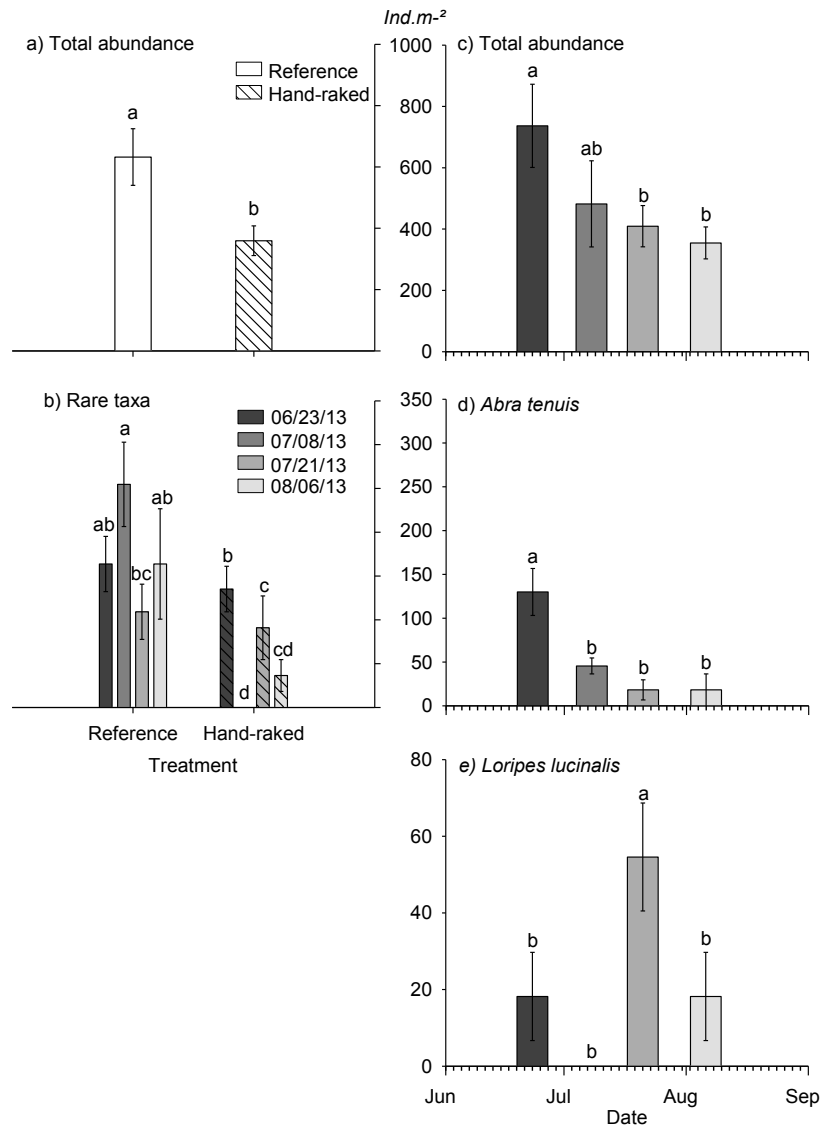 Ind.m-²
a) Total abundance
Reference
Hand-raked
a
b
c) Total abundance
1000
800
600
400
200
0
a
ab
b
b
b) Rare taxa
06/23/13
07/08/13
07/21/13
08/06/13
ab
a
bc
ab
b
d
c
cd
Reference Hand-raked
Treatment
d) Abra tenuis
350
300
250
200
150
100
50
0
a
b
b
b
e) Loripes lucinalis
80
60
40
20
0
b
b
a
b
Jun Jul Aug Sep
Date